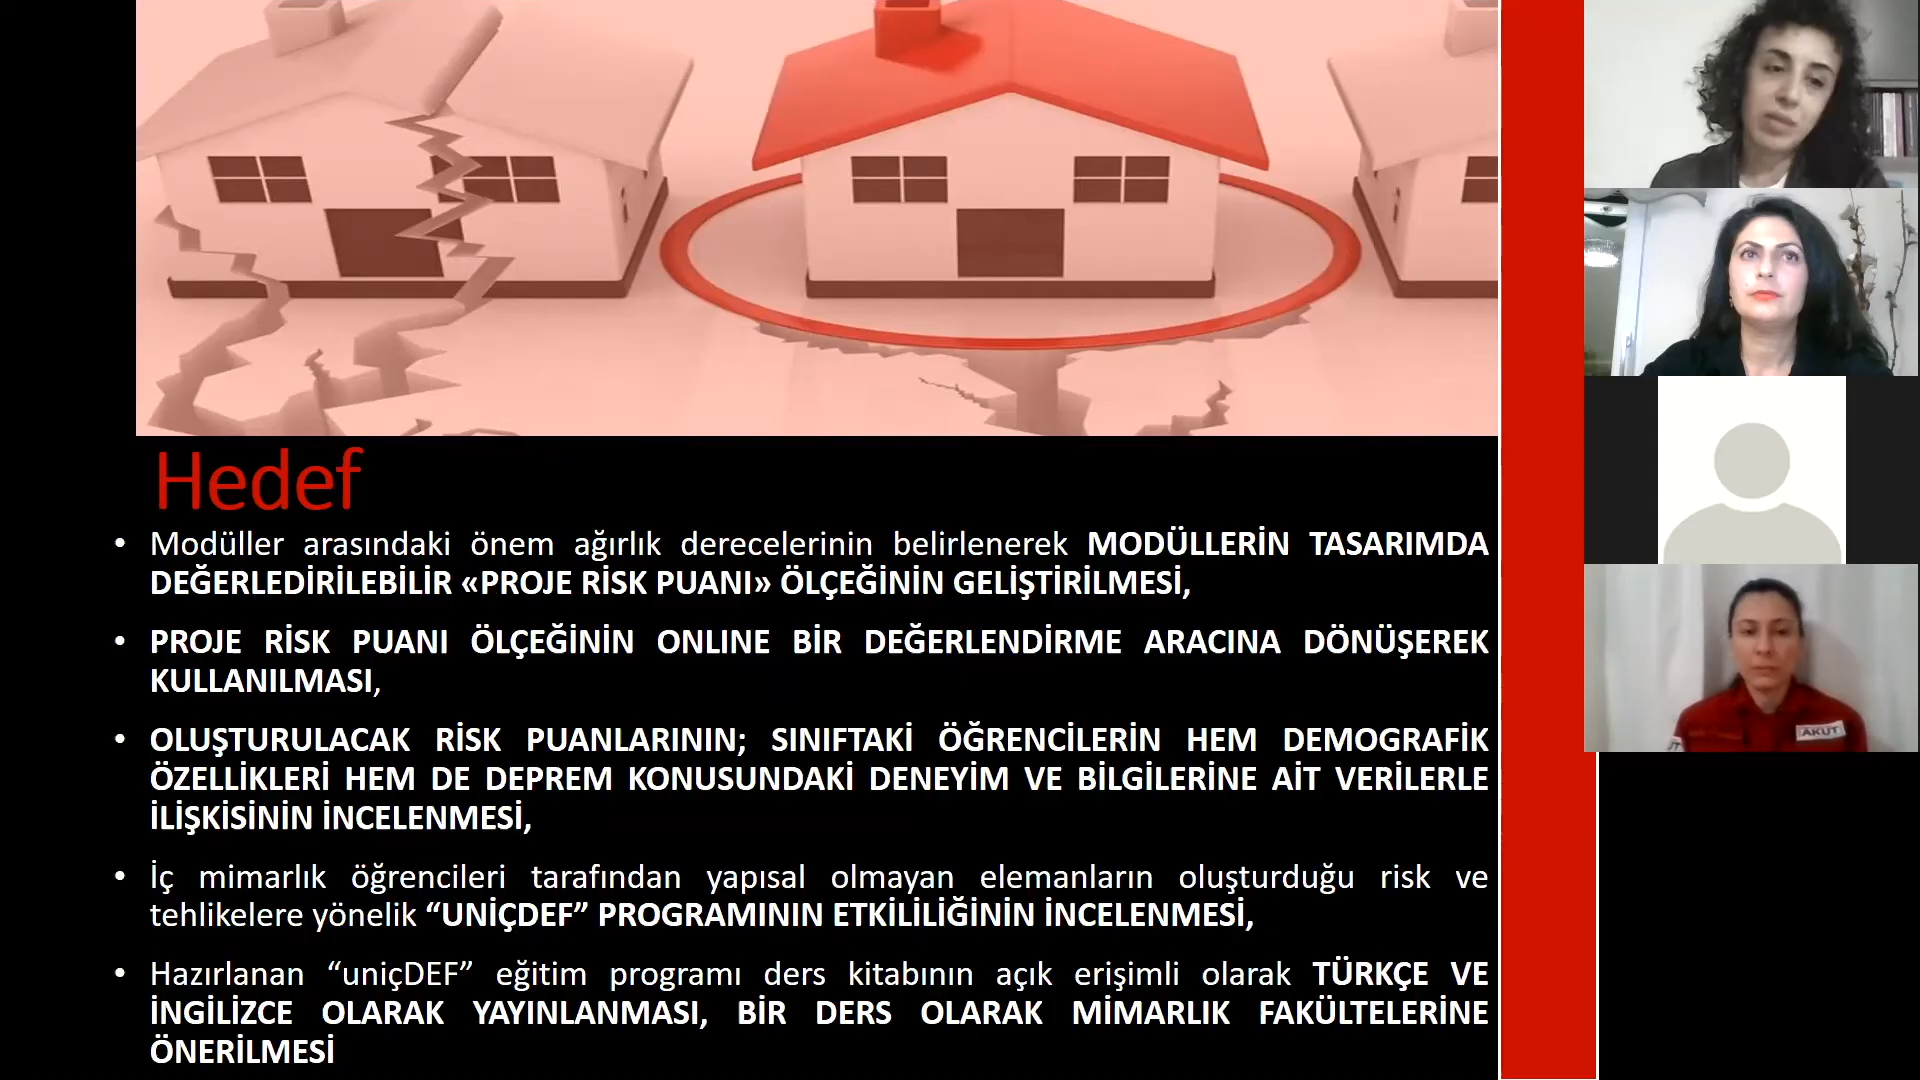 Hedef
• Modüller arasındaki önem ağırlık derecelerinin belirlenerek MODÜLLERİN TASARIMDA
DEĞERLEDİRİLEBİLİR «PROJE RİSK PUANI» ÖLÇEĞİNİN GELİŞTİRİLMESİ,
• PROJE RİSK PUANI ÖLÇEĞİNİN ONLINE BİR DEĞERLENDİRME ARACINA DÖNÜŞEREK
KULLANILMASI,
• OLUŞTURULACAK RİSK PUANLARININ; SINIFTAKİ ÖĞRENCİLERİN HEM DEMOGRAFİK
ÖZELLİKLERİ HEM DE DEPREM KONUSUNDAKİ DENEYİM VE BİLGİLERİNE AİT VERİLERLE
İLİŞKİSİNİN İNCELENMESİ,
• İç mimarlık öğrencileri tarafından yapısal olmayan elemanların oluşturduğu risk ve
tehlikelere yönelik “UNİÇDEF” PROGRAMININ ETKİLİLİĞİNİN İNCELENMESİ,
• Hazırlanan “uniçDEF” eğitim programı ders kitabının açık erişimli olarak TÜRKÇE VE
İNGİLİZCE OLARAK YAYINLANMASI, BİR DERS OLARAK MİMARLIK FAKÜLTELERİNE
ÖNERİLMESİ
AKUT